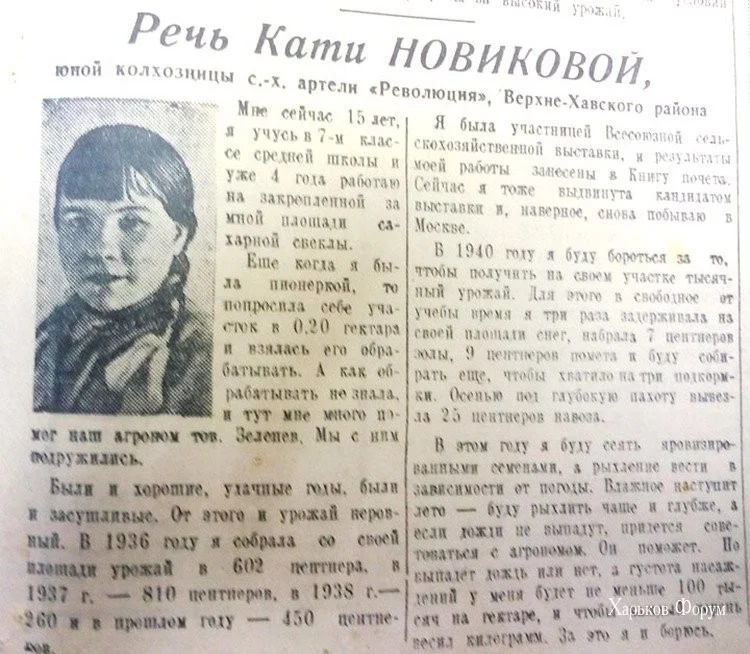 высокий урожай.
Речь Кати НОВИКОВОЙ,
юной колхозницы с.-х. артели «Революция», Верхне-Хавского района
Мне сейчас 15 лет,
я учусь в 7-м клас-
се средней школы и
уже 4 года работаю
на закрепленной за
мной площади са-
харной свеклы.
Еще когда я бы-
ла пионеркой, то
попросила себе уча-
сток в 0,20 гектара
и взялась его обра-
батывать. А как об-
рабатывать не знала,
и тут мне много по-
мог наш агроном тов. Зеленев. Мы с ним
подружились.
Были и хорошие, удачные годы, были
и засушливые. От этого и урожай неров-
ный. В 1936 году я собрала со своей
площади урожай в 602 центнера, в
1937 г. — 810 центнеров, в 1938 г.—
260 и в прошлом году — 450 центне-
ров.
Я была участницей Всесоюзной сель-
скохозяйственной выставки, и результаты
моей работы занесены в Книгу почета.
Сейчас я тоже выдвинута кандидатом
выставки и, наверное, снова побываю в
Москве.
В 1940 году я буду бороться за то,
чтобы получить на своем участке тысяч-
ный урожай. Для этого в свободное от
учебы время я три раза задерживала на
своей площади снег, набрала 7 центнеров
золы, 9 центнеров помета и буду соби-
рать еще, чтобы хватило на три подкорм-
ки. Осенью под глубокую пахоту вывез-
ла 25 центнеров навоза.
В этом году я буду сеять яровизиро-
ванными семенами, а рыхление вести в
зависимости от погоды. Влажное наступит
лето — буду рыхлить чаще и глубже, а
если дожди не выпадут, придется сове-
товаться с агрономом. Он поможет. Но
выпадет дождь или нет, а густота насаж-
дений у меня будет не меньше 100 ты-
сяч на гектаре, и чтобы
весил килограмм. За это я и борюсь.
Харьков Форум